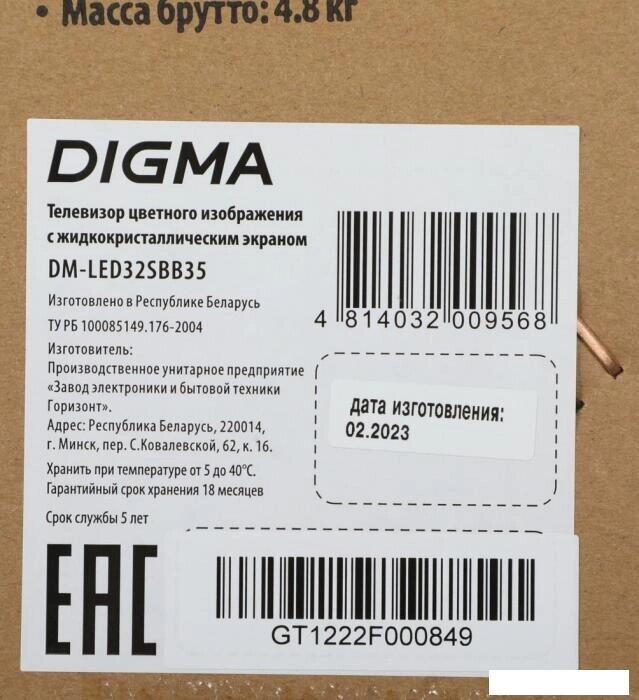 • Масса брутто: 4.8 кг
DIGMA
Телевизор цветного изображения
с жидкокристаллическим экраном
DM-LED32SBB35
Изготовлено в Республике Беларусь
ТУ РБ 100085149.176-2004
Изготовитель:
Производственное унитарное предприятие
«Завод электроники и бытовой техники
Горизонт».
Адрес: Республика Беларусь, 220014,
г. Минск, пер. С.Ковалевской, 62, к. 16.
Хранить при температуре от 5 до 40°С.
Гарантийный срок хранения 18 месяцев
Срок службы 5 лет
4 814032 009568
Дата изготовления:
02.2023
EAC
GT1222F000849